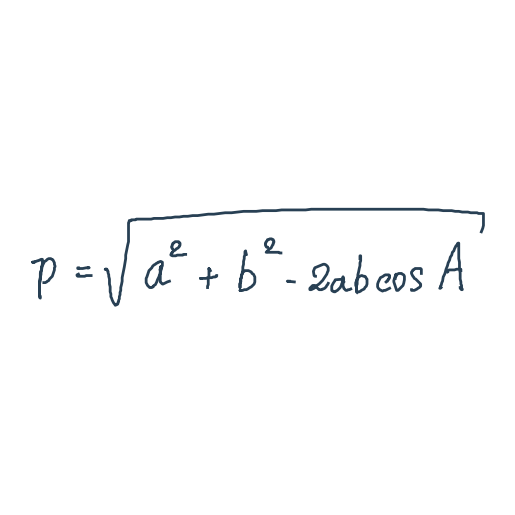 p = √(a² + b² - 2ab cos A)